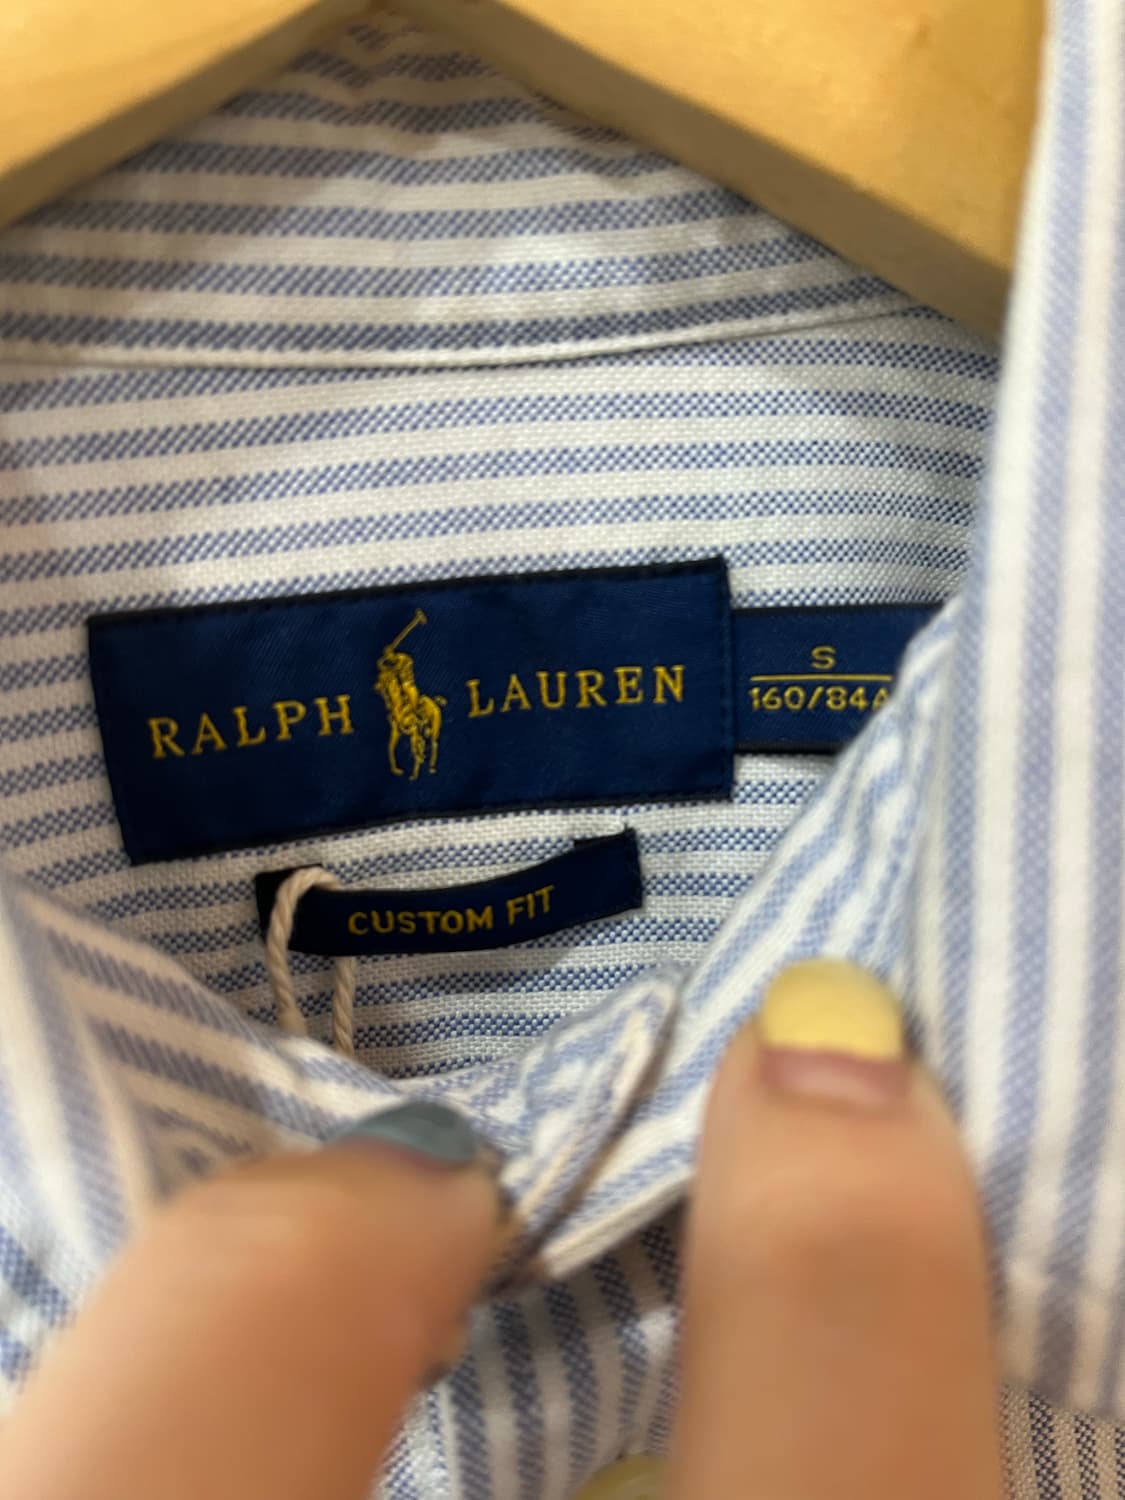 RALPH LAUREN
S
160/84A
CUSTOM FIT